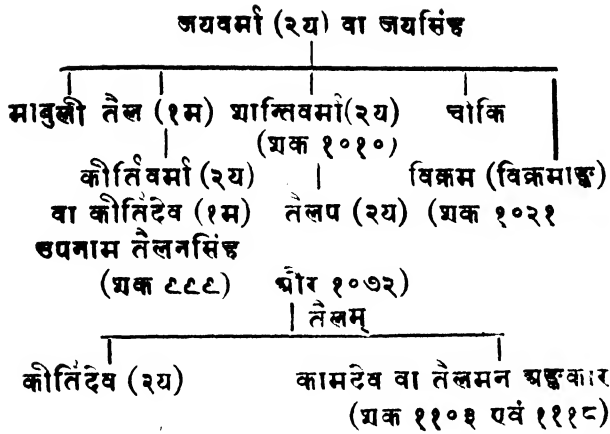 जयवर्मा (२य) वा जयसिंह
माबुली तैल (१म) शान्तिवर्मा (२य) चोकि
(शक १०१०)
कीर्तिवर्मा (२य) विक्रम (विक्रमाङ्क)
वा कीर्तिदेव (१म) तैलप (२य) (शक १०२१
उपनाम तैलनसिंह
(शक ८८८) और १०७२)
तैलम्
कीर्तिदेव (२य) कामदेव वा तैलमन अङ्ककार
(शक ११०३ एवं १११८)